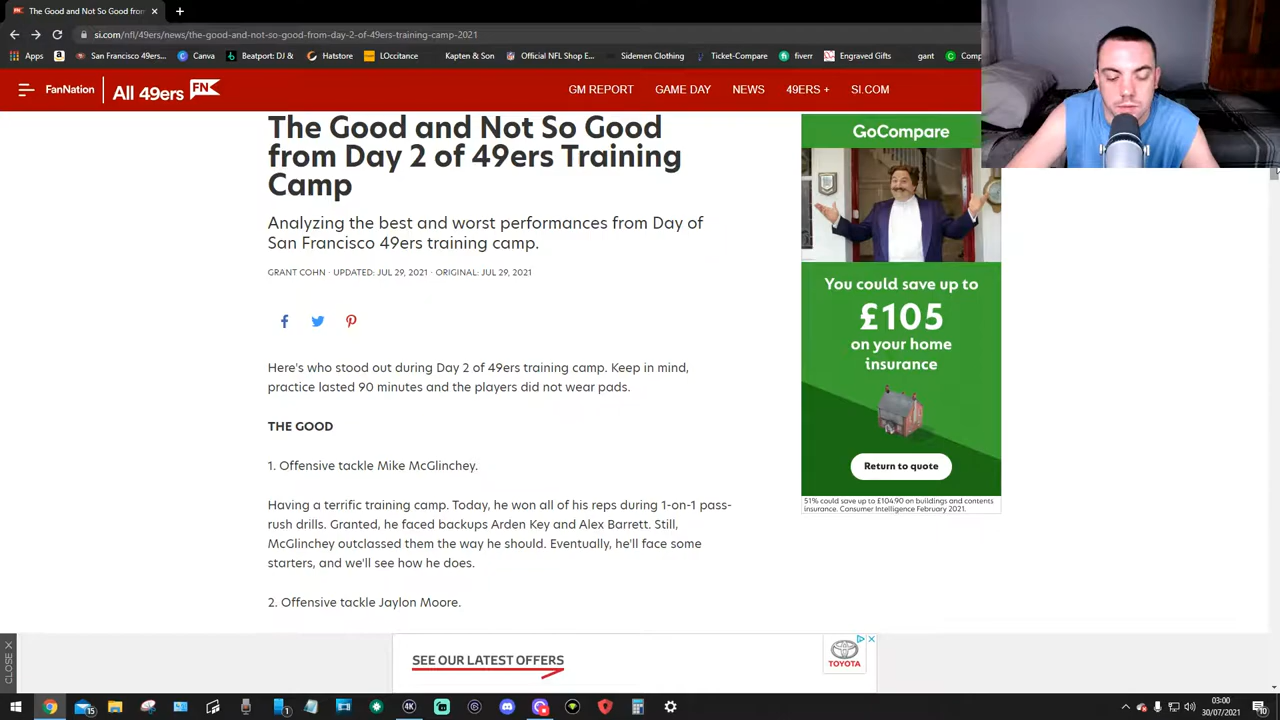 The Good and Not So Good from
si.com/nfl/49ers/news/the-good-and-not-so-good-from-day-2-of-49ers-training-camp-2021
Apps San Francisco 49ers... Canva Beatport: DJ & Hatstore LOccitance Kapten & Son Official NFL Shop E... Sidemen Clothing Ticket-Compare fiverr Engraved Gifts gant Comp
FanNation All 49ers FN GM REPORT GAME DAY NEWS 49ERS + SI.COM
The Good and Not So Good
from Day 2 of 49ers Training
Camp
Analyzing the best and worst performances from Day of
San Francisco 49ers training camp.
GRANT COHN · UPDATED: JUL 29, 2021 · ORIGINAL: JUL 29, 2021
Here's who stood out during Day 2 of 49ers training camp. Keep in mind,
practice lasted 90 minutes and the players did not wear pads.
THE GOOD
1. Offensive tackle Mike McGlinchey.
Having a terrific training camp. Today, he won all of his reps during 1-on-1 pass-
rush drills. Granted, he faced backups Arden Key and Alex Barrett. Still,
McGlinchey outclassed them the way he should. Eventually, he'll face some
starters, and we'll see how he does.
2. Offensive tackle Jaylon Moore.
GoCompare
You could save up to
£105
on your home
insurance
Return to quote
51% could save up to £104.90 on buildings and contents
insurance. Consumer Intelligence February 2021.
CLOSE X
SEE OUR LATEST OFFERS
TOYOTA
15
1
4K
03:00
30/07/2021
10